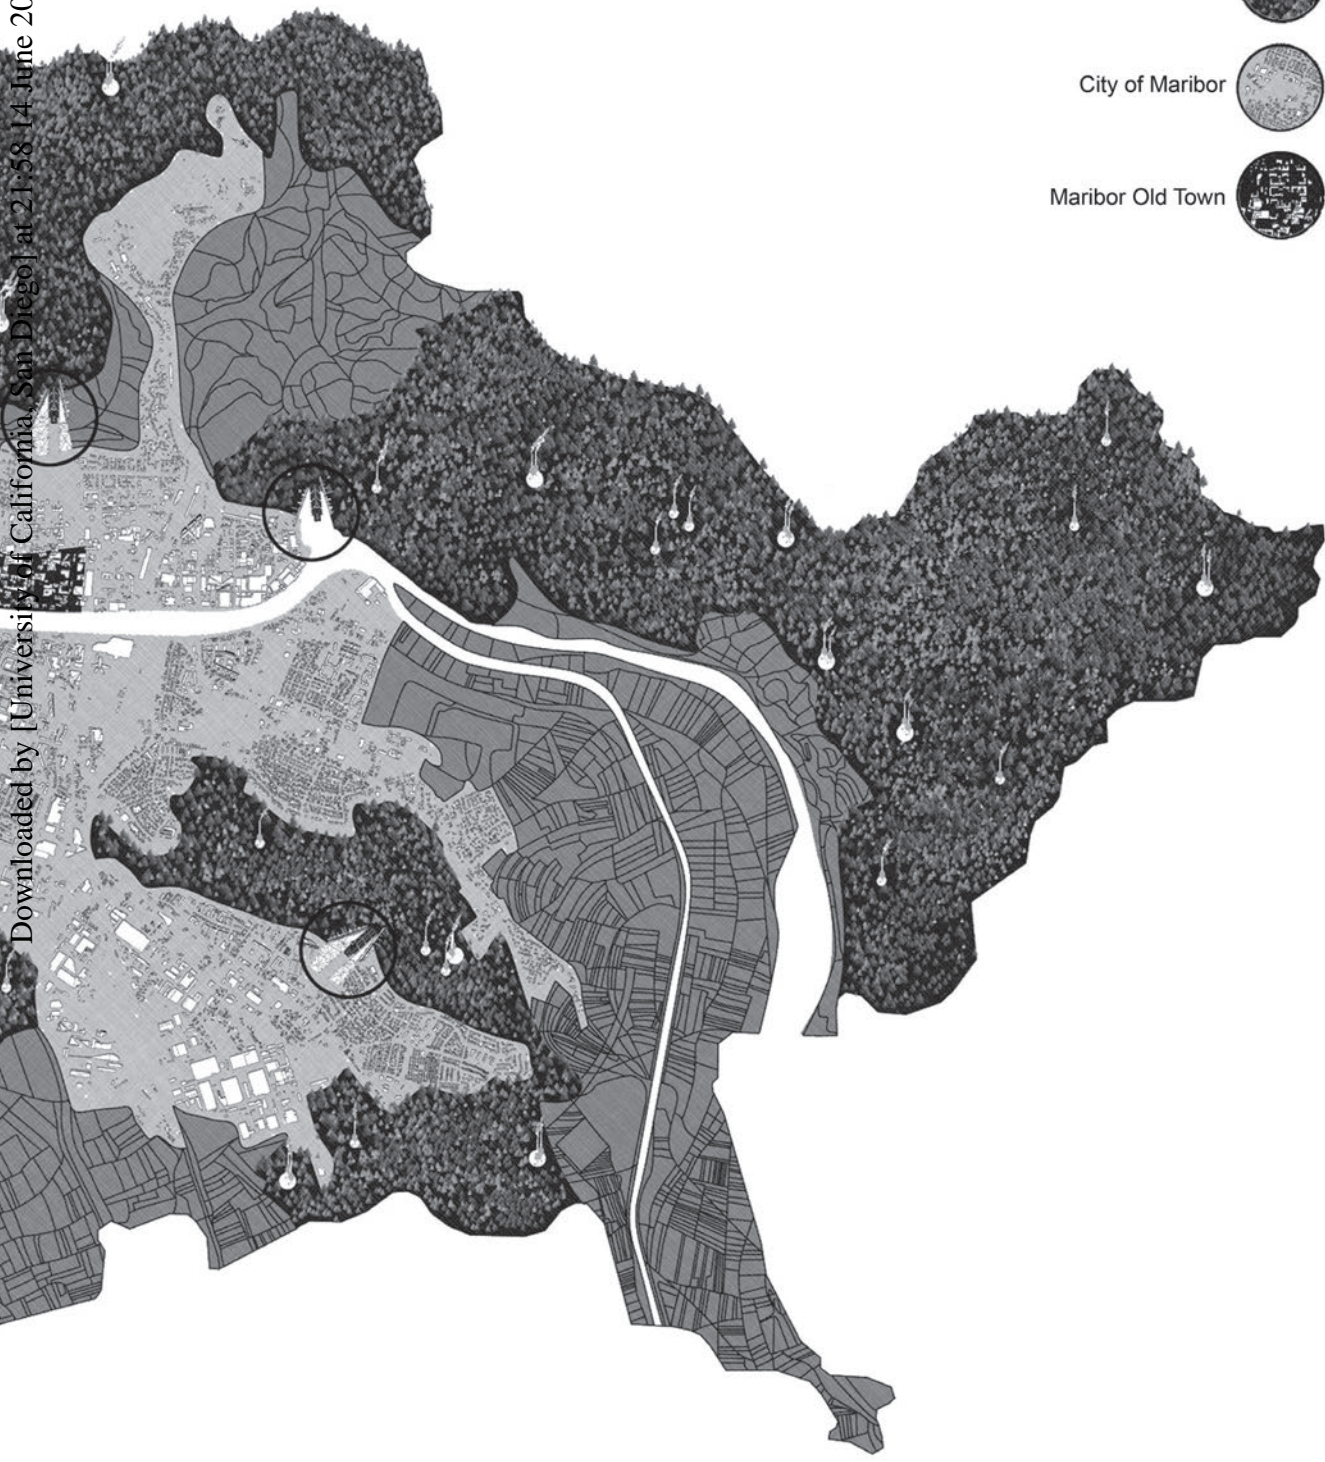 City of Maribor
Maribor Old Town
Downloaded by [University of California, San Diego] at 21:58 14 June 20